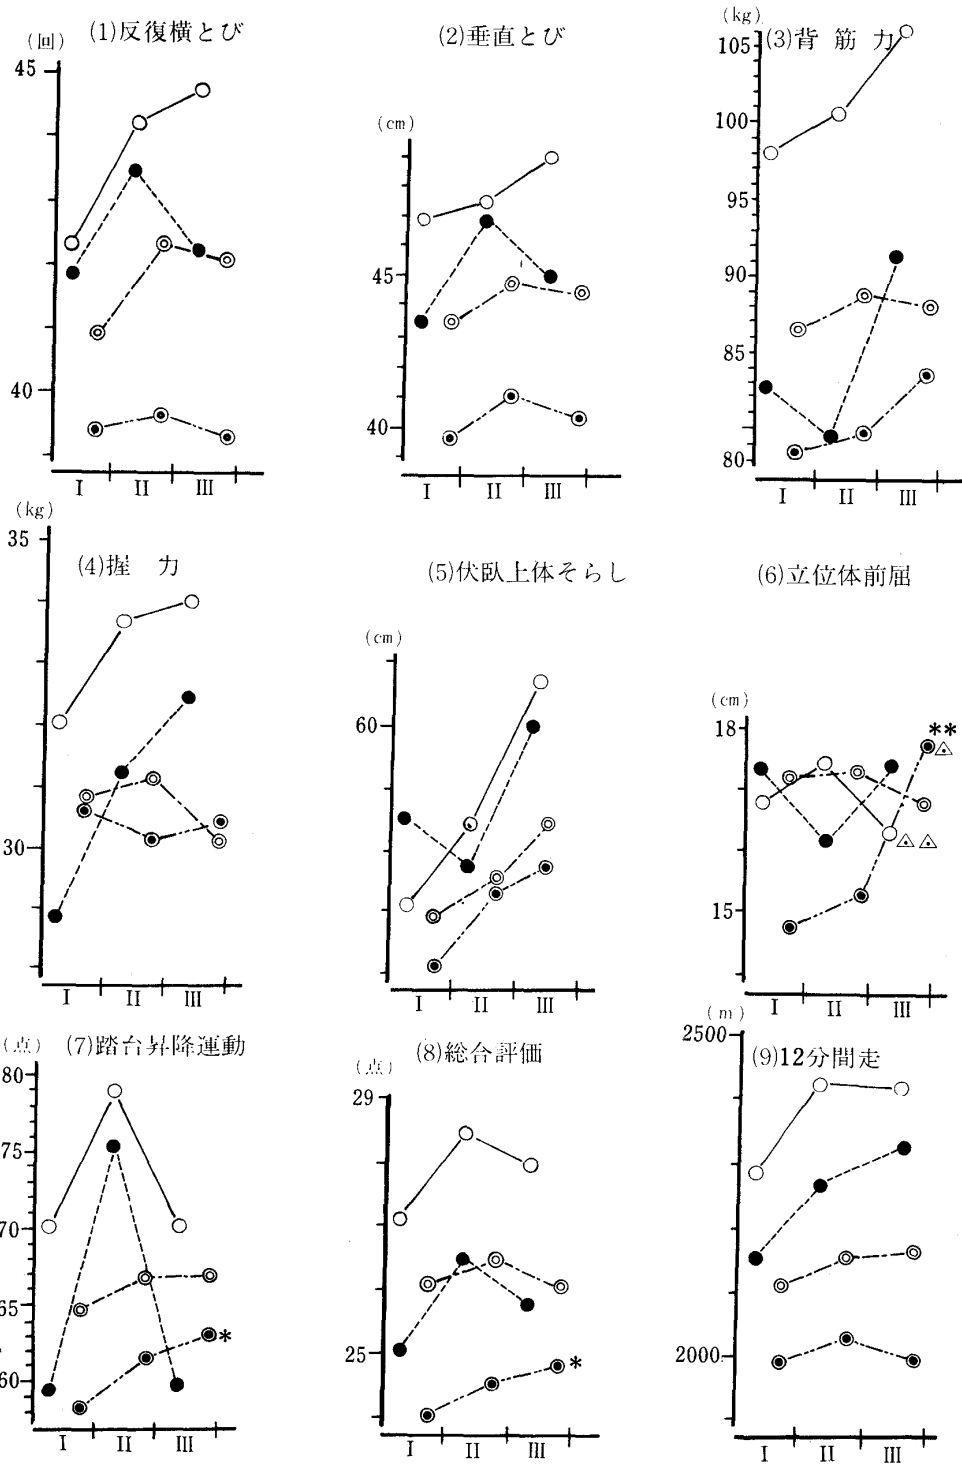 (1)反復横とび
(回)
45
40
I II III
(2)垂直とび
(cm)
45
40
I II III
(kg)
(3)背筋力
105
100
95
90
85
80
I II III
(kg)
(4)握力
35
30
I II III
(5)伏臥上体そらし
(cm)
60
I II III
(6)立位体前屈
(cm)
18
**
15
I II III
(点)
(7)踏台昇降運動
80
75
70
65
*
60
I II III
(8)総合評価
(点)
29
25
*
I II III
(m)
(9)12分間走
2500
2000
I II III